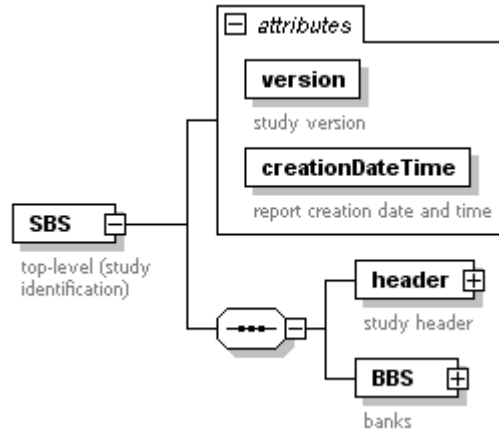 attributes
version
study version
creationDateTime
report creation date and time
SBS
top-level (study
identification)
header
study header
BBS
banks